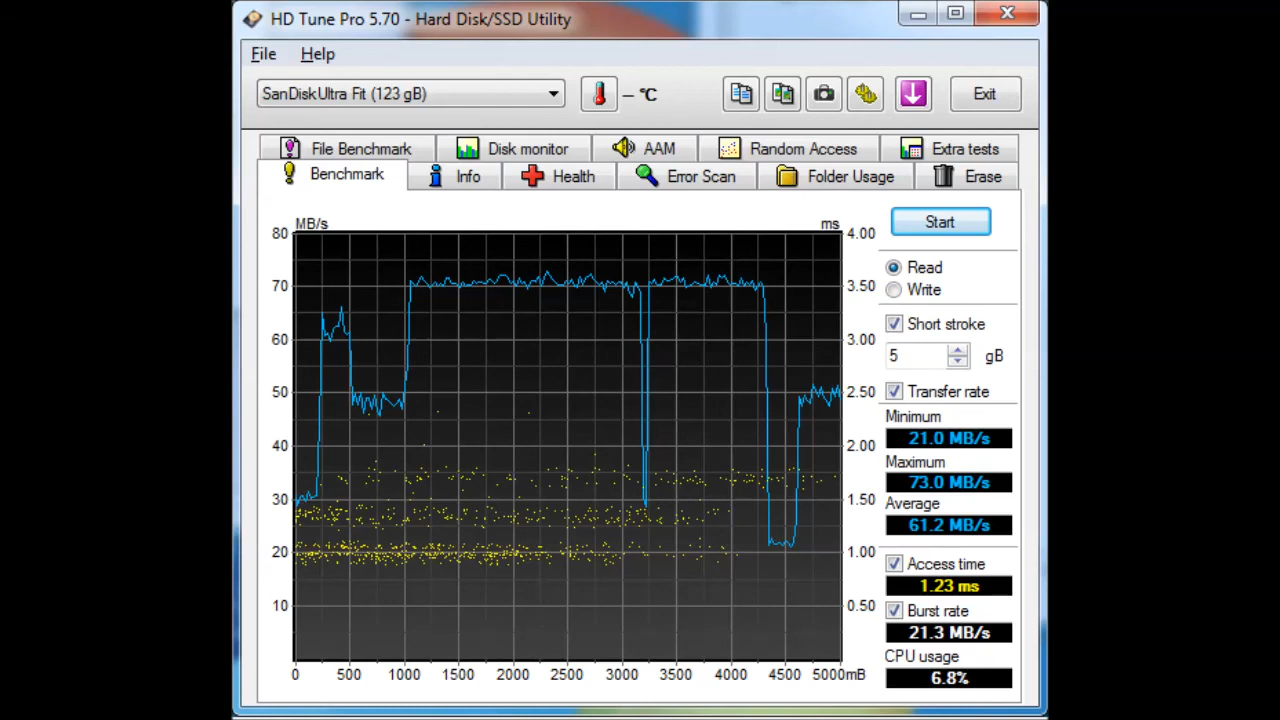 HD Tune Pro 5.70 - Hard Disk/SSD Utility
File Help
SanDiskUltra Fit (123 gB) – °C Exit
File Benchmark Disk monitor AAM Random Access Extra tests
Benchmark Info Health Error Scan Folder Usage Erase
MB/s ms
80 4.00
70 3.50
60 3.00
50 2.50
40 2.00
30 1.50
20 1.00
10 0.50
0 500 1000 1500 2000 2500 3000 3500 4000 4500 5000mB
Start
Read
Write
Short stroke
5 gB
Transfer rate
Minimum
21.0 MB/s
Maximum
73.0 MB/s
Average
61.2 MB/s
Access time
1.23 ms
Burst rate
21.3 MB/s
CPU usage
6.8%